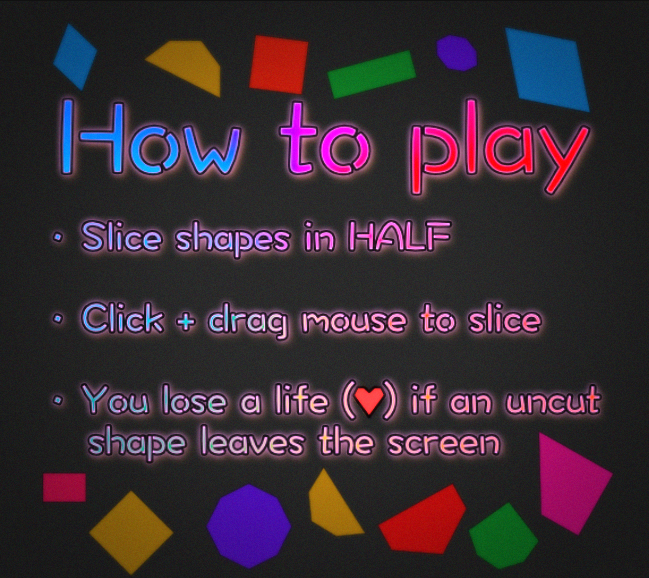 How to play
· Slice shapes in HALF
· Click + drag mouse to slice
· You lose a life (♥) if an uncut
shape leaves the screen